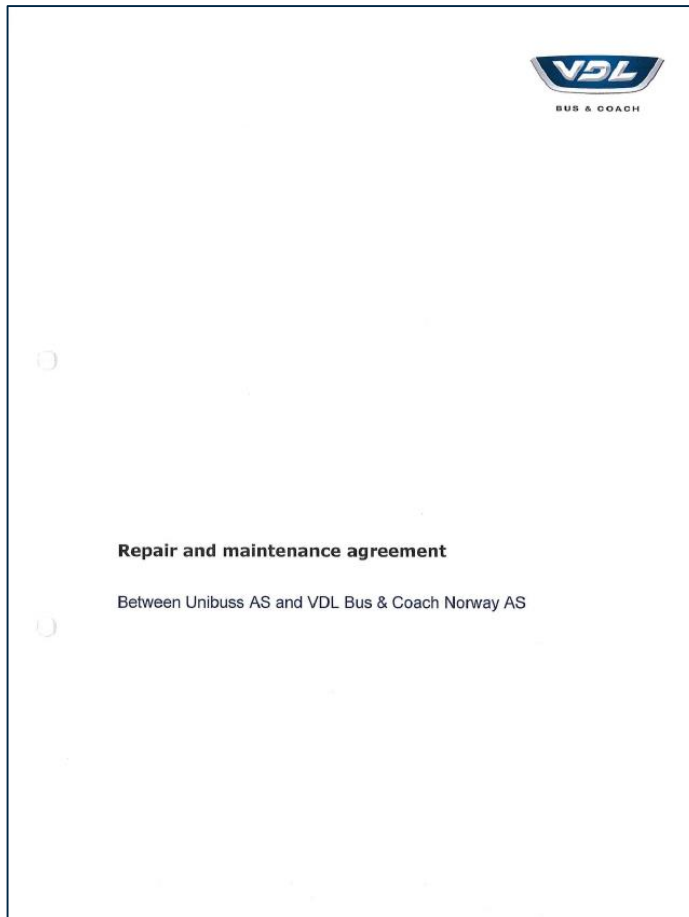 VDL
BUS & COACH
Repair and maintenance agreement
Between Unibuss AS and VDL Bus & Coach Norway AS